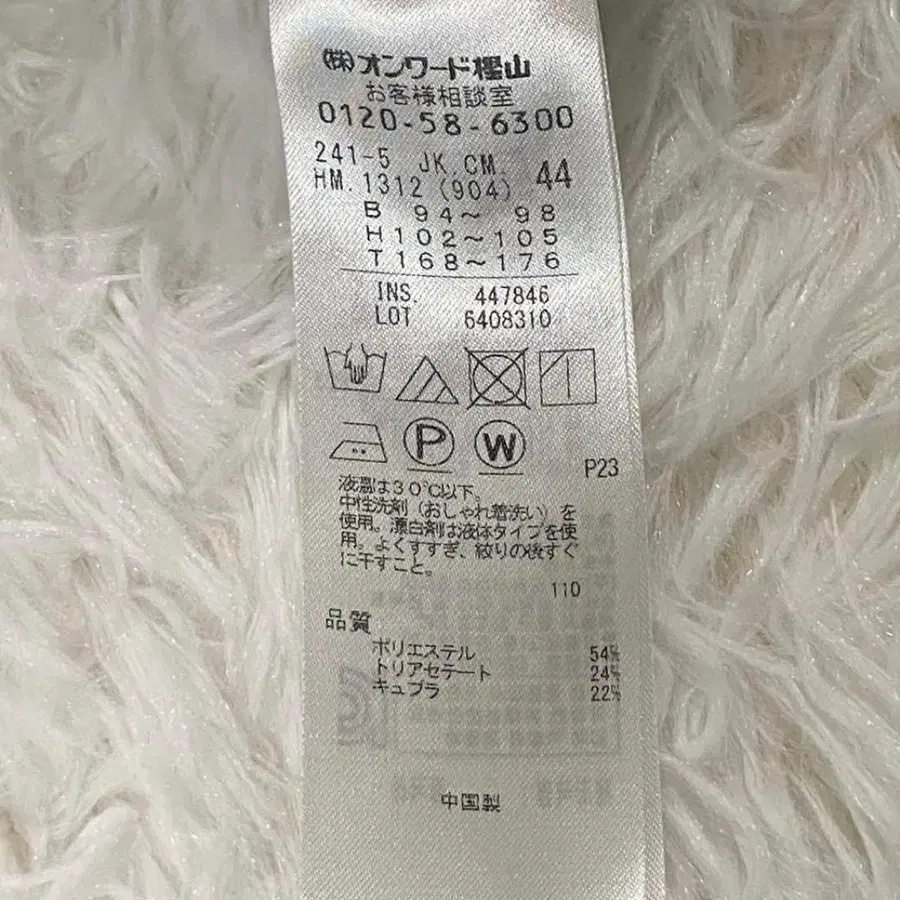 ㈱オンワード樫山
お客様相談室
0120-58-6300
241-5 JK.CM.
HM.1312 (904) 44
B 94～ 98
H 102～105
T 168～176
INS. 447846
LOT 6408310
P
W
P23
液温は30℃以下。
中性洗剤（おしゃれ着洗い）を
使用。漂白剤は液体タイプを使
用。よくすすぎ、絞りの後すぐ
に干すこと。
110
品質
ポリエステル 54%
トリアセテート 24%
キュプラ 22%
中国製